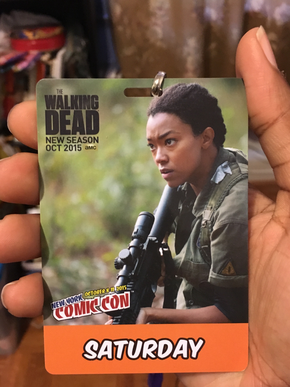 THE
WALKING
DEAD
NEW SEASON
OCT 2015 amc
NEW YORK
COMIC CON
SATURDAY